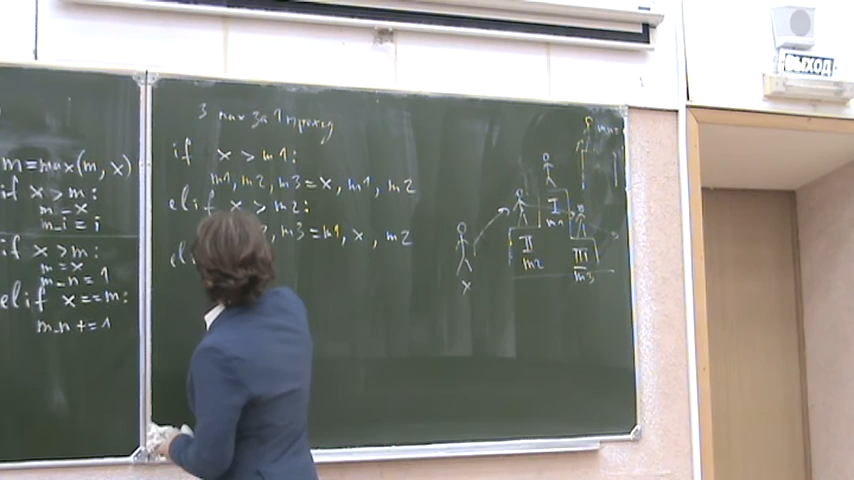 m=max(m, x)
if x > m:
m = x
m_i = i
if x > m:
m = x
m_n = 1
elif x == m:
m_n += 1
3 max за 1 проход
if x > m1:
m1, m2, m3 = x, m1, m2
elif x > m2:
, m3 = m1, x, m2
x
I
m1
II
m2
III
m3
ВЫХОД